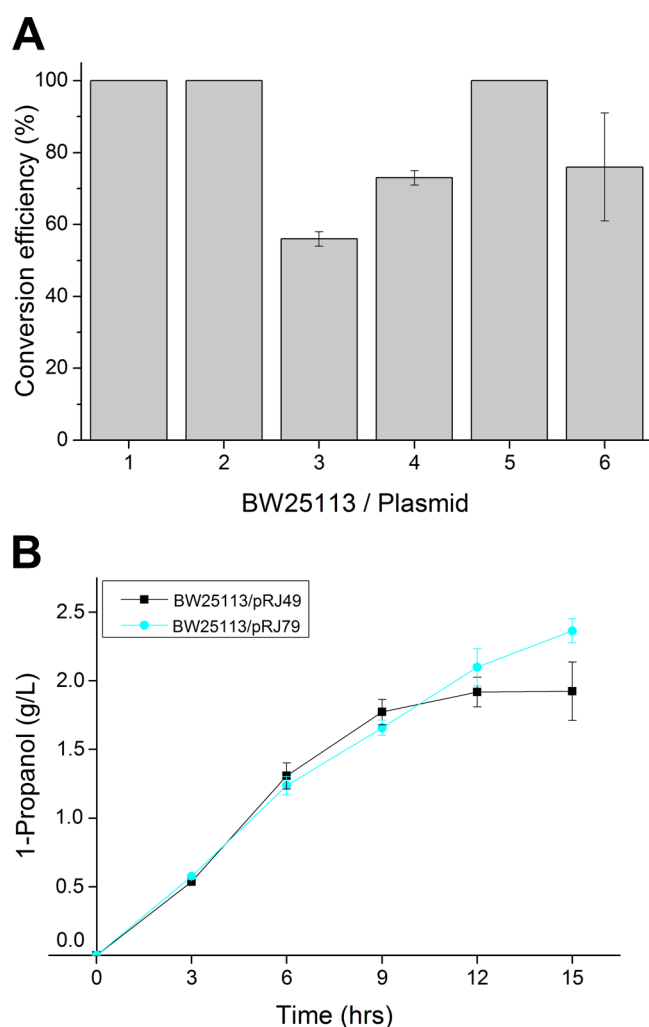 A
Conversion efficiency (%)
100
80
60
40
20
0
1 2 3 4 5 6
BW25113 / Plasmid
B
BW25113/pRJ49
BW25113/pRJ79
1-Propanol (g/L)
2.5
2.0
1.5
1.0
0.5
0.0
0 3 6 9 12 15
Time (hrs)